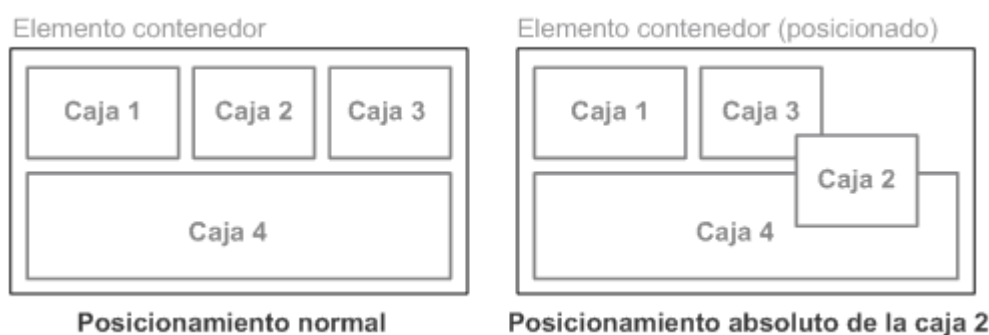 Elemento contenedor
Caja 1
Caja 2
Caja 3
Caja 4
Posicionamiento normal
Elemento contenedor (posicionado)
Caja 1
Caja 3
Caja 2
Caja 4
Posicionamiento absoluto de la caja 2